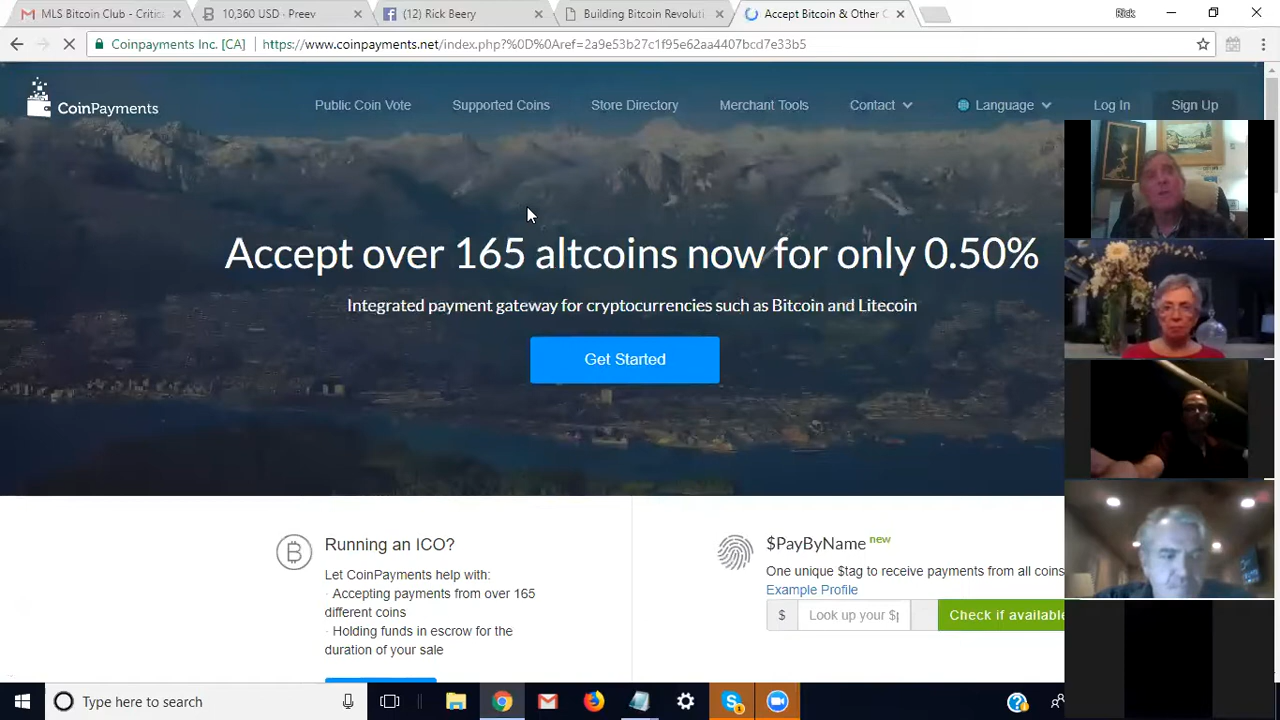 MLS Bitcoin Club - Critica
10,360 USD - Preev
(12) Rick Beery
Building Bitcoin Revoluti
Accept Bitcoin & Other C
Rick
Coinpayments Inc. [CA]
https://www.coinpayments.net/index.php?%0D%0Aref=2a9e53b27c1f95e62aa4407bcd7e33b5
CoinPayments
Public Coin Vote
Supported Coins
Store Directory
Merchant Tools
Contact
Language
Log In
Sign Up
Accept over 165 altcoins now for only 0.50%
Integrated payment gateway for cryptocurrencies such as Bitcoin and Litecoin
Get Started
Running an ICO?
Let CoinPayments help with:
· Accepting payments from over 165
different coins
· Holding funds in escrow for the
duration of your sale
$PayByName new
One unique $tag to receive payments from all coins
Example Profile
$
Look up your $p
Check if available
Type here to search